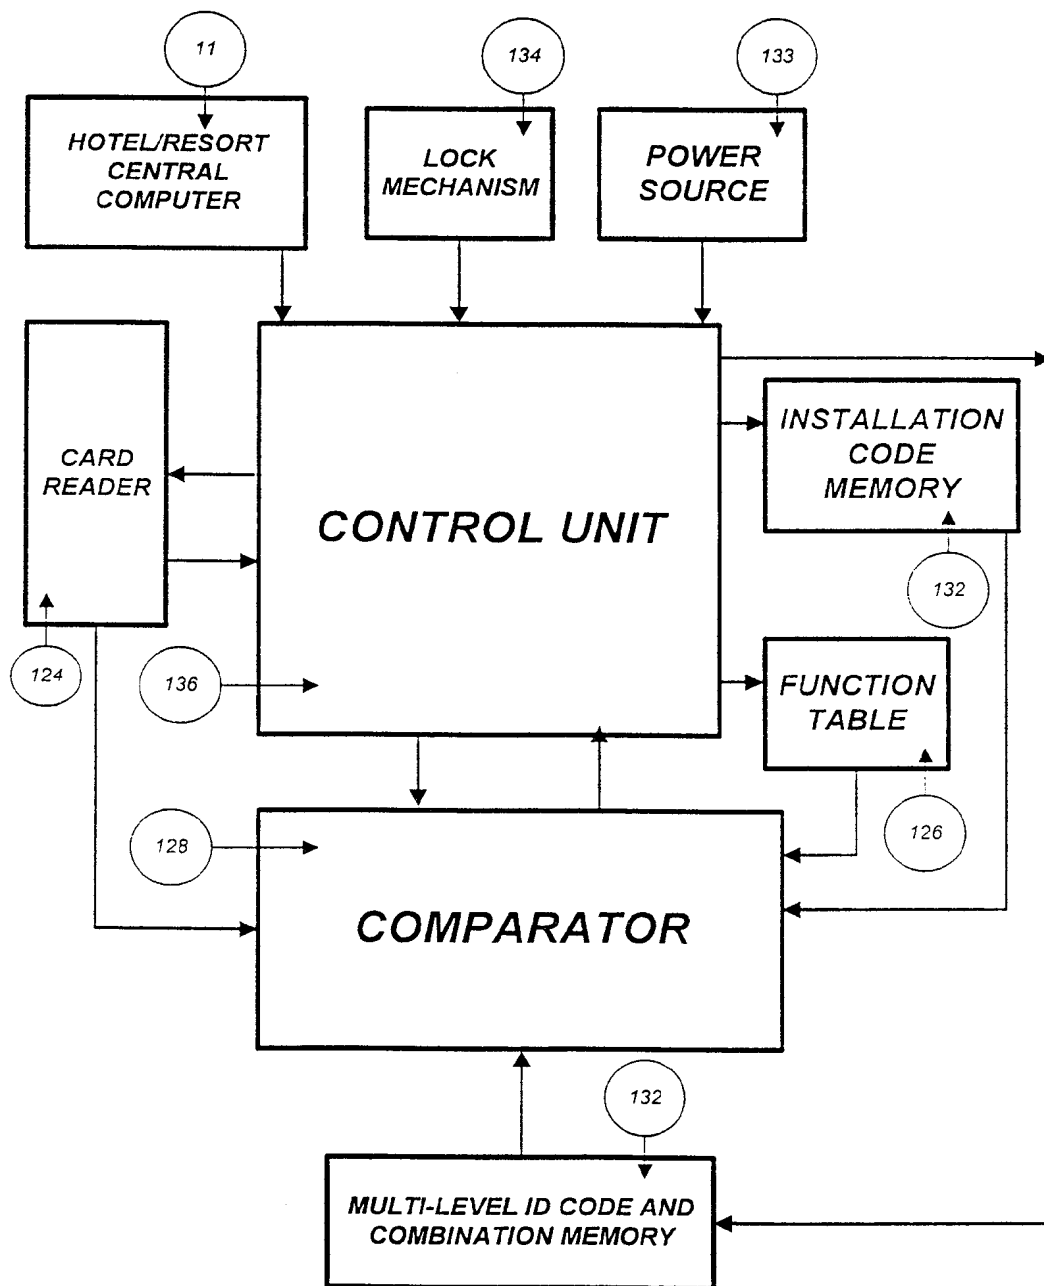 11
134
133
HOTEL/RESORT
CENTRAL
COMPUTER
LOCK
MECHANISM
POWER
SOURCE
CARD
READER
CONTROL UNIT
INSTALLATION
CODE
MEMORY
132
124
136
FUNCTION
TABLE
128
126
COMPARATOR
132
MULTI-LEVEL ID CODE AND
COMBINATION MEMORY